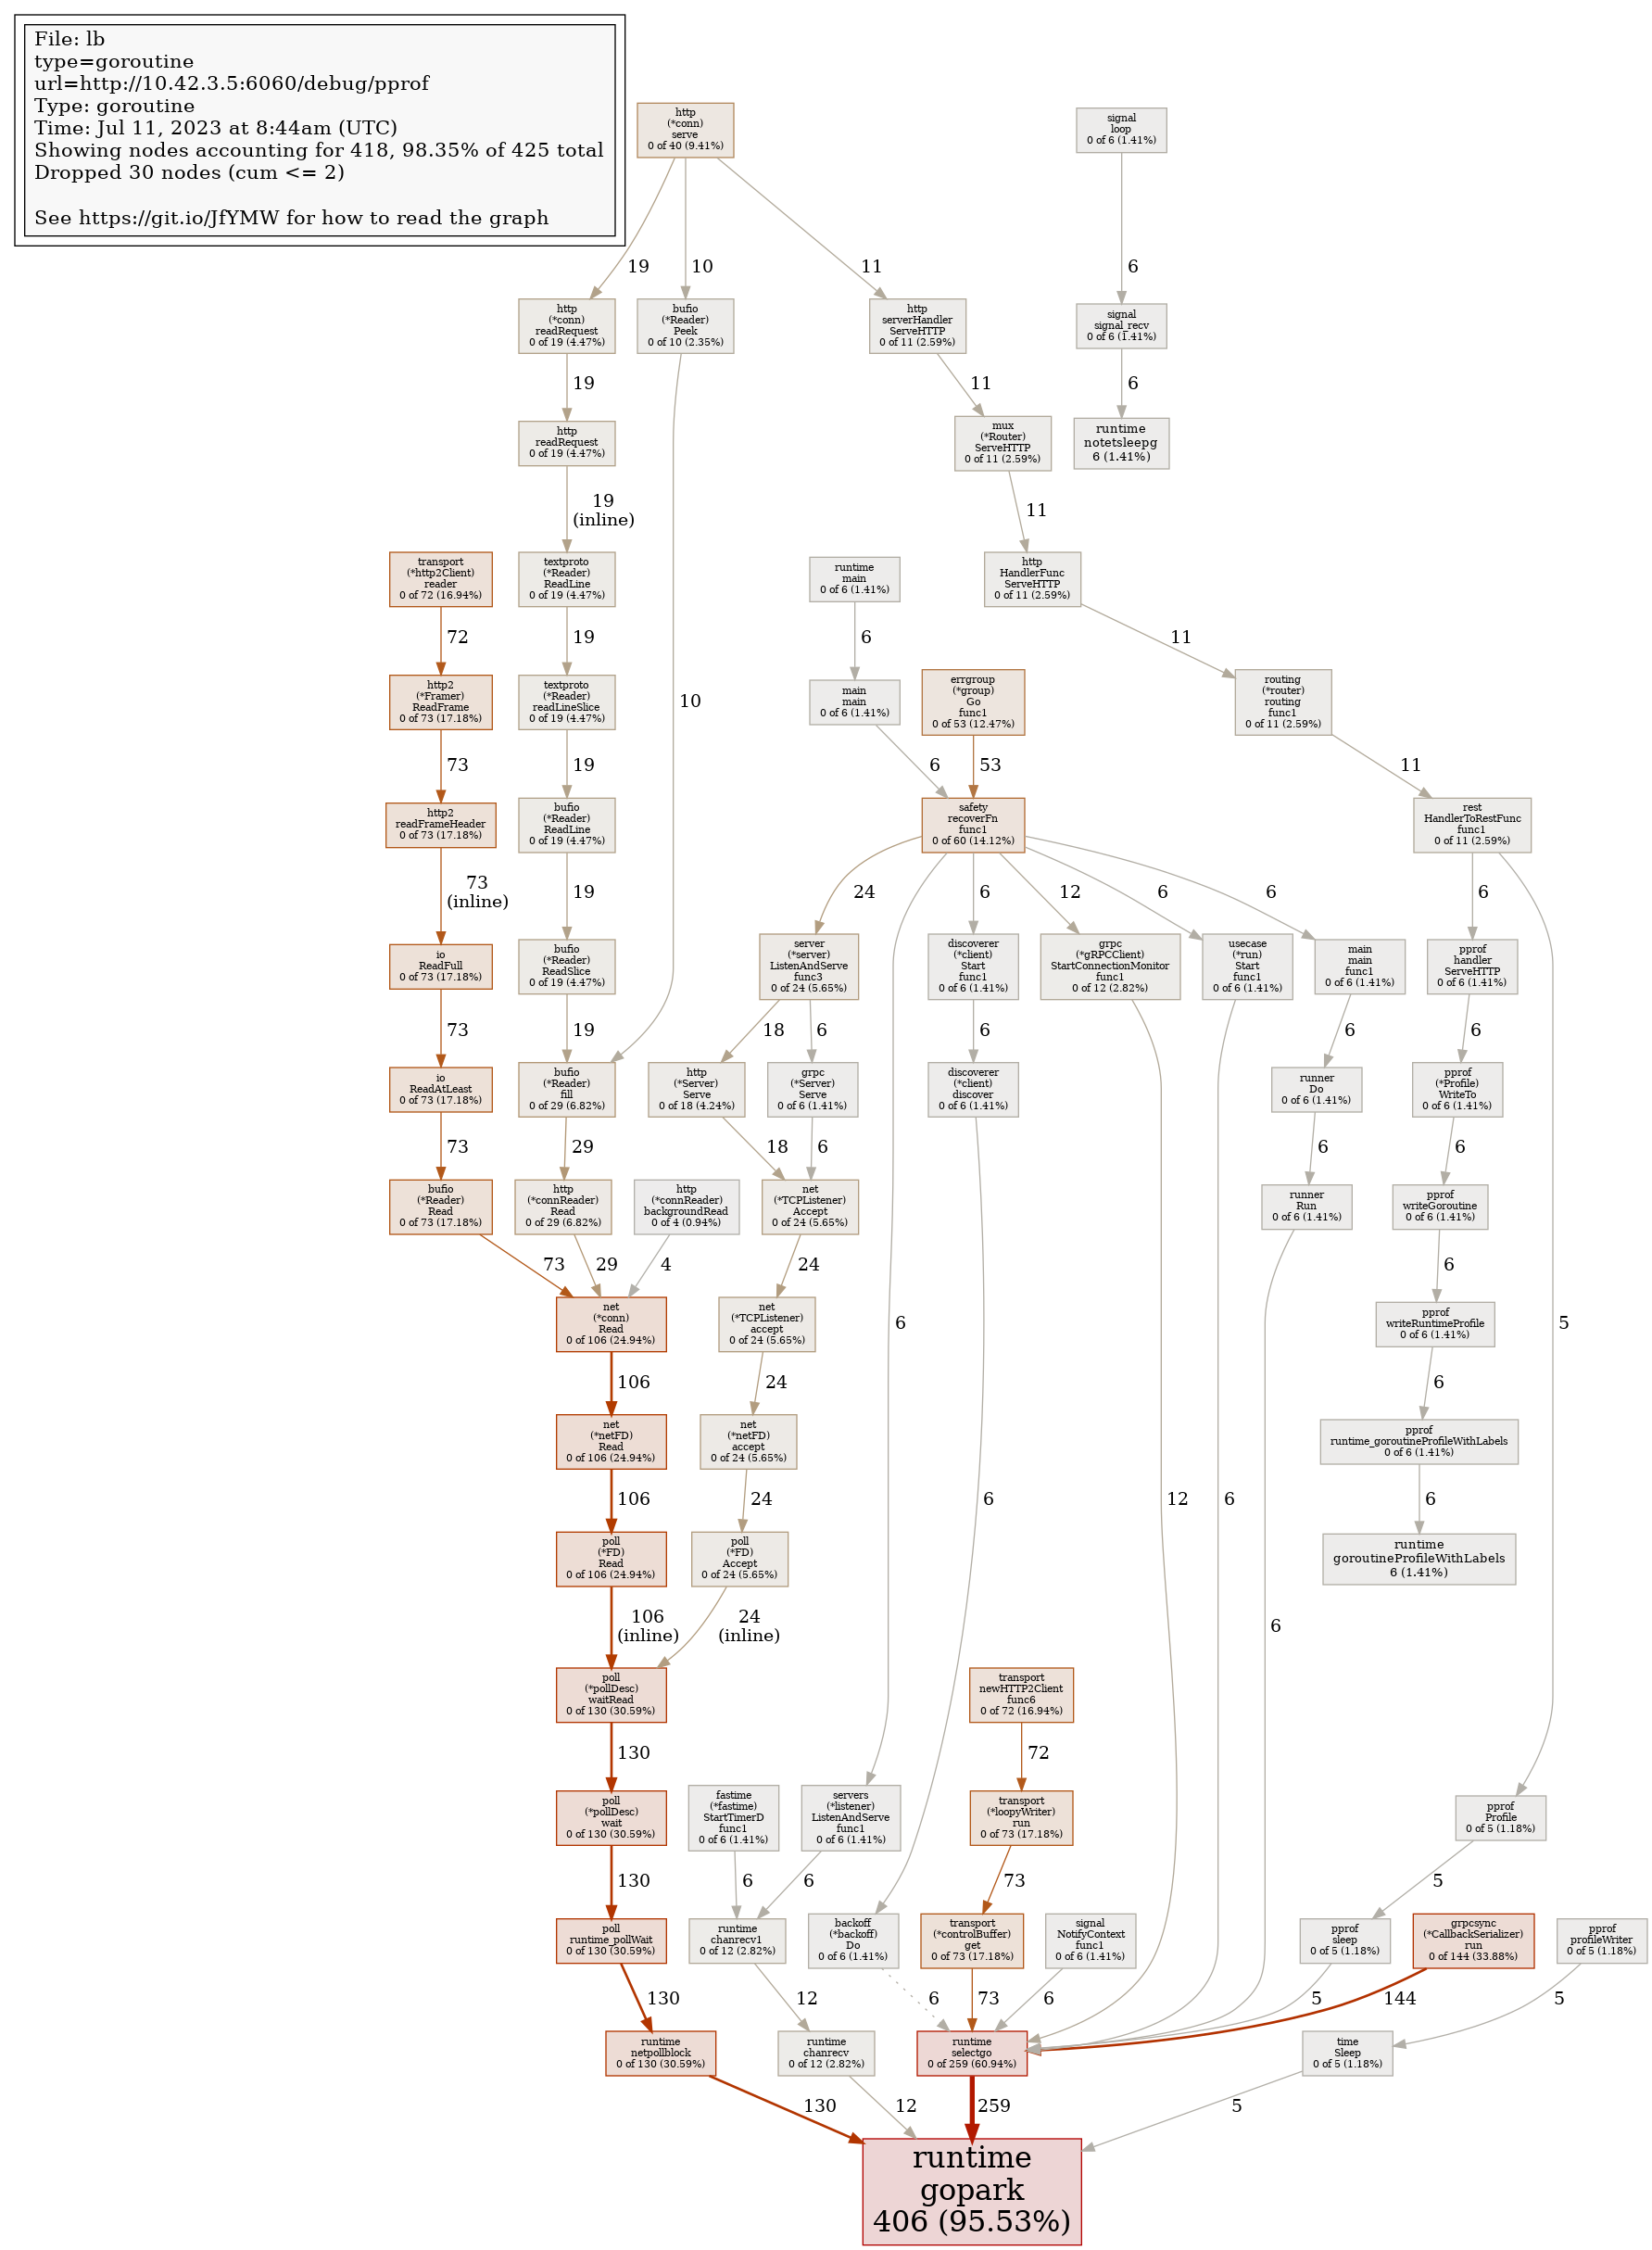 File: lb
type=goroutine
url=http://10.42.3.5:6060/debug/pprof
Type: goroutine
Time: Jul 11, 2023 at 8:44am (UTC)
Showing nodes accounting for 418, 98.35% of 425 total
Dropped 30 nodes (cum <= 2)
See https://git.io/JfYMW for how to read the graph
http
(*conn)
serve
0 of 40 (9.41%)
signal
loop
0 of 6 (1.41%)
19
10
11
6
http
(*conn)
readRequest
0 of 19 (4.47%)
bufio
(*Reader)
Peek
0 of 10 (2.35%)
http
serverHandler
ServeHTTP
0 of 11 (2.59%)
signal
signal_recv
0 of 6 (1.41%)
19
11
6
http
readRequest
0 of 19 (4.47%)
mux
(*Router)
ServeHTTP
0 of 11 (2.59%)
runtime
notetsleepg
6 (1.41%)
19
(inline)
11
transport
(*http2Client)
reader
0 of 72 (16.94%)
textproto
(*Reader)
ReadLine
0 of 19 (4.47%)
runtime
main
0 of 6 (1.41%)
http
HandlerFunc
ServeHTTP
0 of 11 (2.59%)
72
19
6
11
http2
(*Framer)
ReadFrame
0 of 73 (17.18%)
textproto
(*Reader)
readLineSlice
0 of 19 (4.47%)
10
main
main
0 of 6 (1.41%)
errgroup
(*group)
Go
func1
0 of 53 (12.47%)
routing
(*router)
routing
func1
0 of 11 (2.59%)
73
19
6
53
11
http2
readFrameHeader
0 of 73 (17.18%)
bufio
(*Reader)
ReadLine
0 of 19 (4.47%)
safety
recoverFn
func1
0 of 60 (14.12%)
rest
HandlerToRestFunc
func1
0 of 11 (2.59%)
73
(inline)
19
24
6
12
6
6
6
io
ReadFull
0 of 73 (17.18%)
bufio
(*Reader)
ReadSlice
0 of 19 (4.47%)
server
(*server)
ListenAndServe
func3
0 of 24 (5.65%)
discoverer
(*client)
Start
func1
0 of 6 (1.41%)
grpc
(*gRPCClient)
StartConnectionMonitor
func1
0 of 12 (2.82%)
usecase
(*run)
Start
func1
0 of 6 (1.41%)
main
main
func1
0 of 6 (1.41%)
pprof
handler
ServeHTTP
0 of 6 (1.41%)
73
19
18
6
6
6
6
io
ReadAtLeast
0 of 73 (17.18%)
bufio
(*Reader)
fill
0 of 29 (6.82%)
http
(*Server)
Serve
0 of 18 (4.24%)
grpc
(*Server)
Serve
0 of 6 (1.41%)
discoverer
(*client)
discover
0 of 6 (1.41%)
runner
Do
0 of 6 (1.41%)
pprof
(*Profile)
WriteTo
0 of 6 (1.41%)
73
29
18
6
6
6
bufio
(*Reader)
Read
0 of 73 (17.18%)
http
(*connReader)
Read
0 of 29 (6.82%)
http
(*connReader)
backgroundRead
0 of 4 (0.94%)
net
(*TCPListener)
Accept
0 of 24 (5.65%)
runner
Run
0 of 6 (1.41%)
pprof
writeGoroutine
0 of 6 (1.41%)
73
29
4
24
6
net
(*conn)
Read
0 of 106 (24.94%)
net
(*TCPListener)
accept
0 of 24 (5.65%)
6
pprof
writeRuntimeProfile
0 of 6 (1.41%)
5
106
24
6
net
(*netFD)
Read
0 of 106 (24.94%)
net
(*netFD)
accept
0 of 24 (5.65%)
pprof
runtime_goroutineProfileWithLabels
0 of 6 (1.41%)
106
24
6
12
6
6
poll
(*FD)
Read
0 of 106 (24.94%)
poll
(*FD)
Accept
0 of 24 (5.65%)
runtime
goroutineProfileWithLabels
6 (1.41%)
106
(inline)
24
(inline)
6
poll
(*pollDesc)
waitRead
0 of 130 (30.59%)
transport
newHTTP2Client
func6
0 of 72 (16.94%)
130
72
poll
(*pollDesc)
wait
0 of 130 (30.59%)
fastime
(*fastime)
StartTimerD
func1
0 of 6 (1.41%)
servers
(*listener)
ListenAndServe
func1
0 of 6 (1.41%)
transport
(*loopyWriter)
run
0 of 73 (17.18%)
pprof
Profile
0 of 5 (1.18%)
130
6
6
73
5
poll
runtime_pollWait
0 of 130 (30.59%)
runtime
chanrecv1
0 of 12 (2.82%)
backoff
(*backoff)
Do
0 of 6 (1.41%)
transport
(*controlBuffer)
get
0 of 73 (17.18%)
signal
NotifyContext
func1
0 of 6 (1.41%)
pprof
sleep
0 of 5 (1.18%)
grpcsync
(*CallbackSerializer)
run
0 of 144 (33.88%)
pprof
profileWriter
0 of 5 (1.18%)
130
12
6
73
6
5
144
5
runtime
netpollblock
0 of 130 (30.59%)
runtime
chanrecv
0 of 12 (2.82%)
runtime
selectgo
0 of 259 (60.94%)
time
Sleep
0 of 5 (1.18%)
130
12
259
5
runtime
gopark
406 (95.53%)